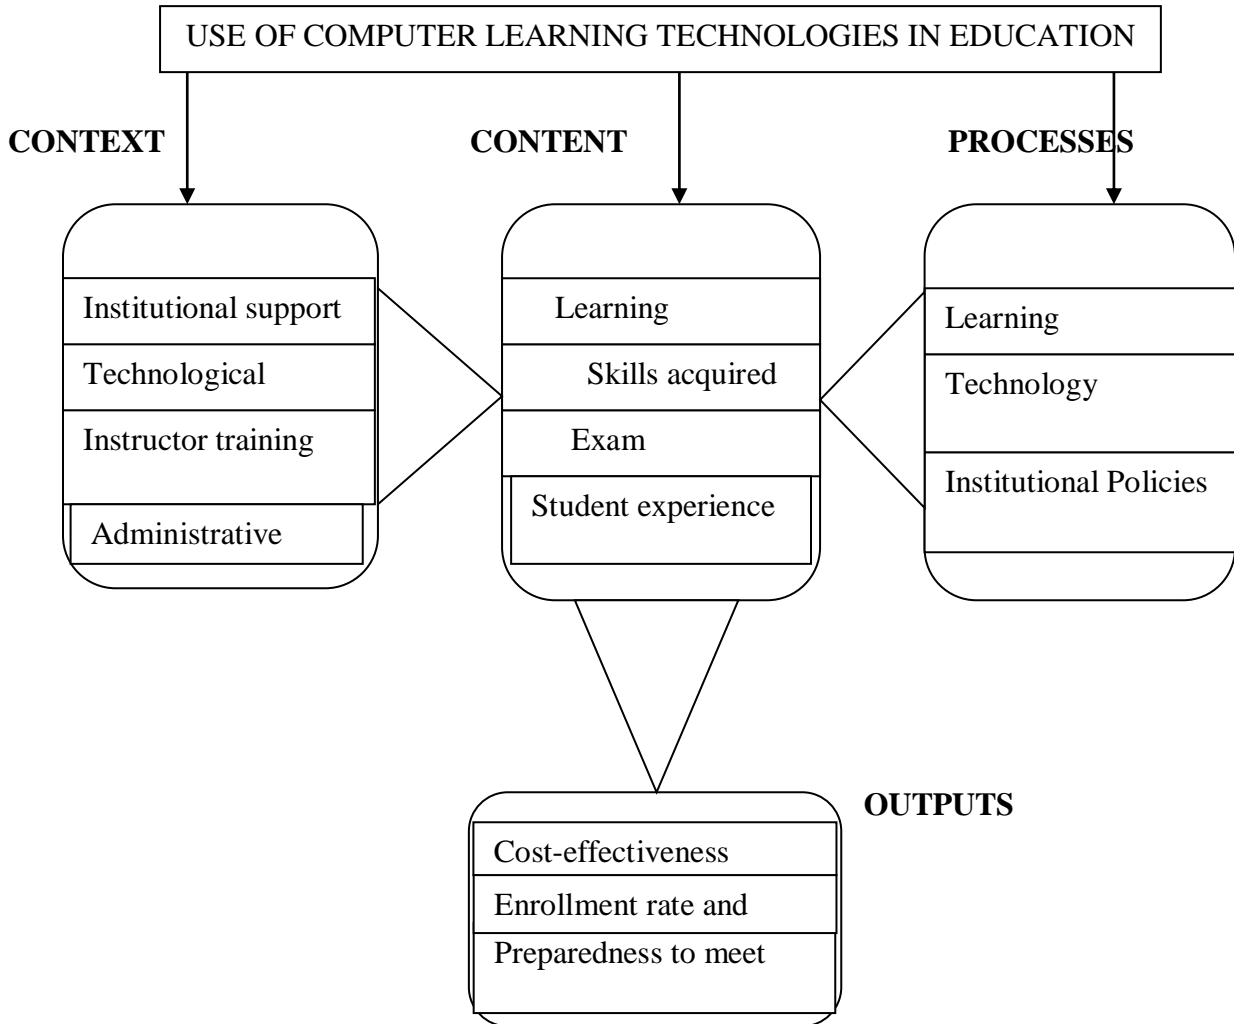 USE OF COMPUTER LEARNING TECHNOLOGIES IN EDUCATION
CONTEXT
CONTENT
PROCESSES
Institutional support
Technological
Instructor training
Administrative
Learning
Skills acquired
Exam
Student experience
Learning
Technology
Institutional Policies
OUTPUTS
Cost-effectiveness
Enrollment rate and
Preparedness to meet